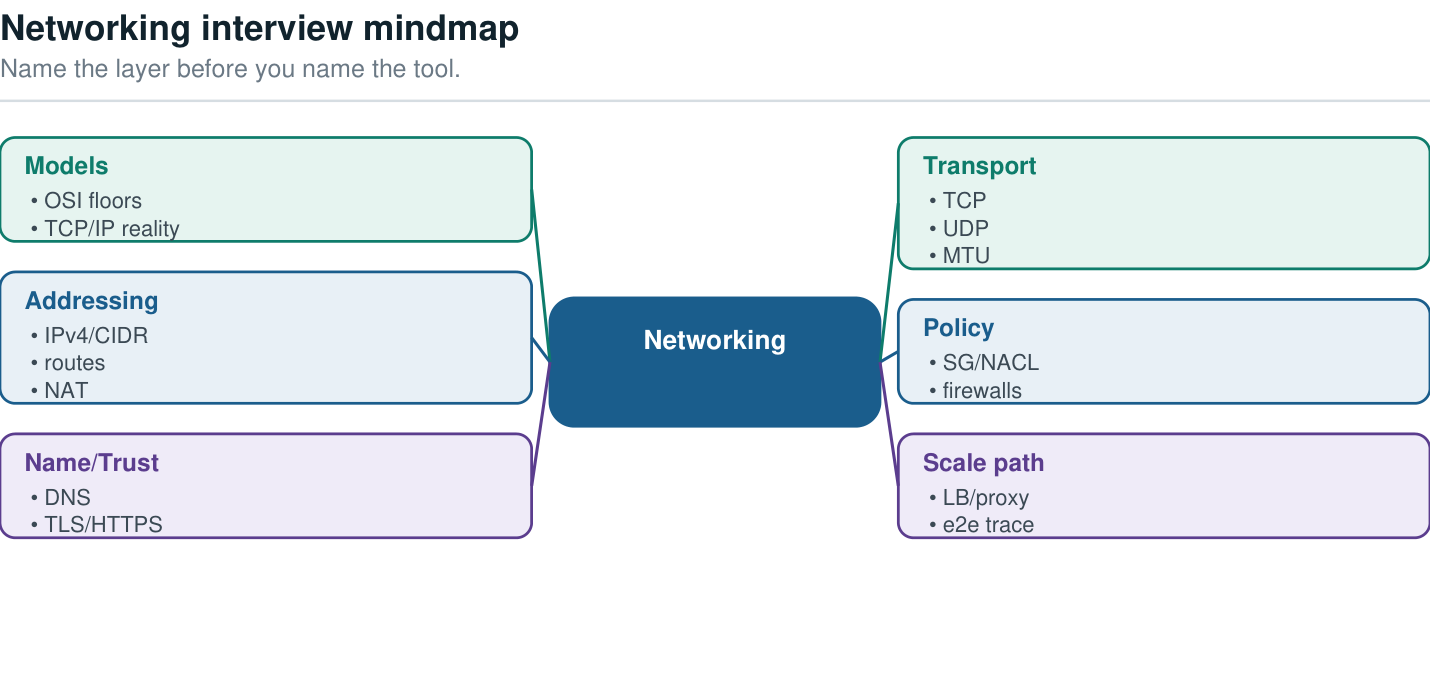 Networking interview mindmap
Name the layer before you name the tool.
Models
• OSI floors
• TCP/IP reality
Addressing
• IPv4/CIDR
• routes
• NAT
Name/Trust
• DNS
• TLS/HTTPS
Networking
Transport
• TCP
• UDP
• MTU
Policy
• SG/NACL
• firewalls
Scale path
• LB/proxy
• e2e trace